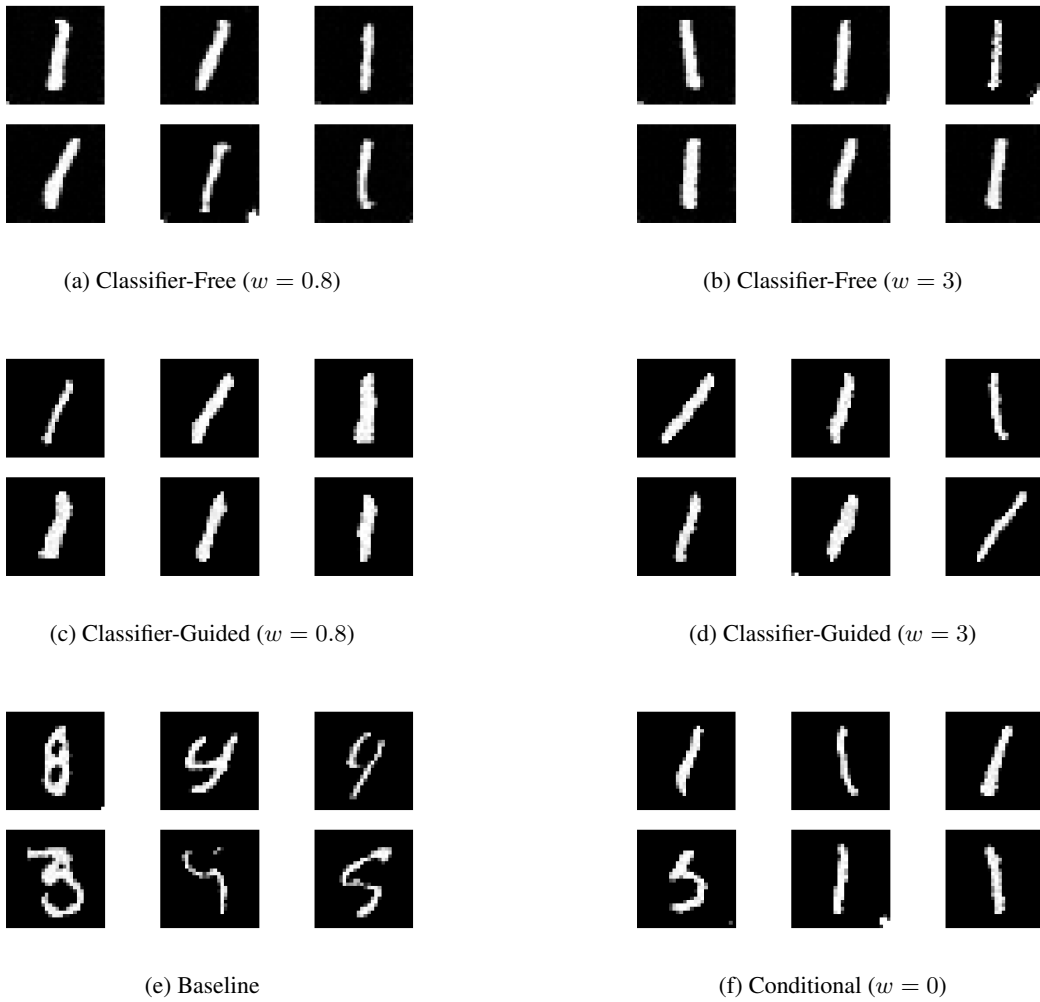 (a) Classifier-Free (w = 0.8)
(b) Classifier-Free (w = 3)
(c) Classifier-Guided (w = 0.8)
(d) Classifier-Guided (w = 3)
(e) Baseline
(f) Conditional (w = 0)